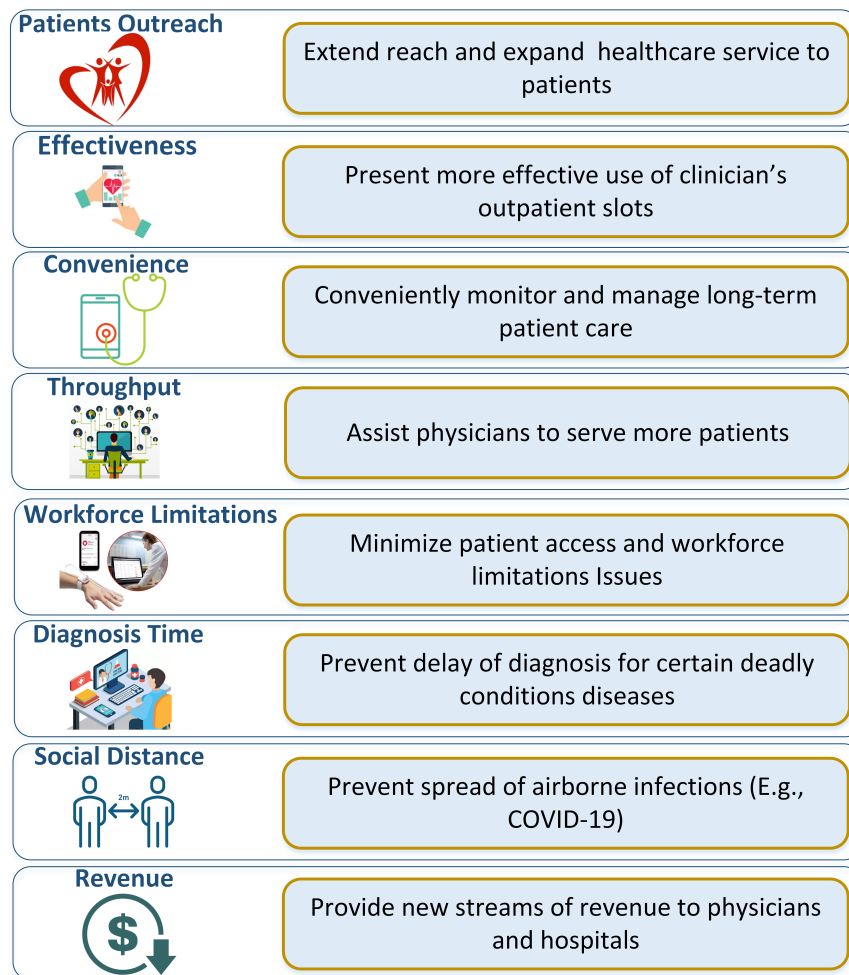 Patients Outreach
Extend reach and expand healthcare service to
patients
Effectiveness
Present more effective use of clinician’s
outpatient slots
Convenience
Conveniently monitor and manage long-term
patient care
Throughput
Assist physicians to serve more patients
Workforce Limitations
Minimize patient access and workforce
limitations Issues
Diagnosis Time
Prevent delay of diagnosis for certain deadly
conditions diseases
Social Distance
2m
Prevent spread of airborne infections (E.g.,
COVID-19)
Revenue
$
Provide new streams of revenue to physicians
and hospitals